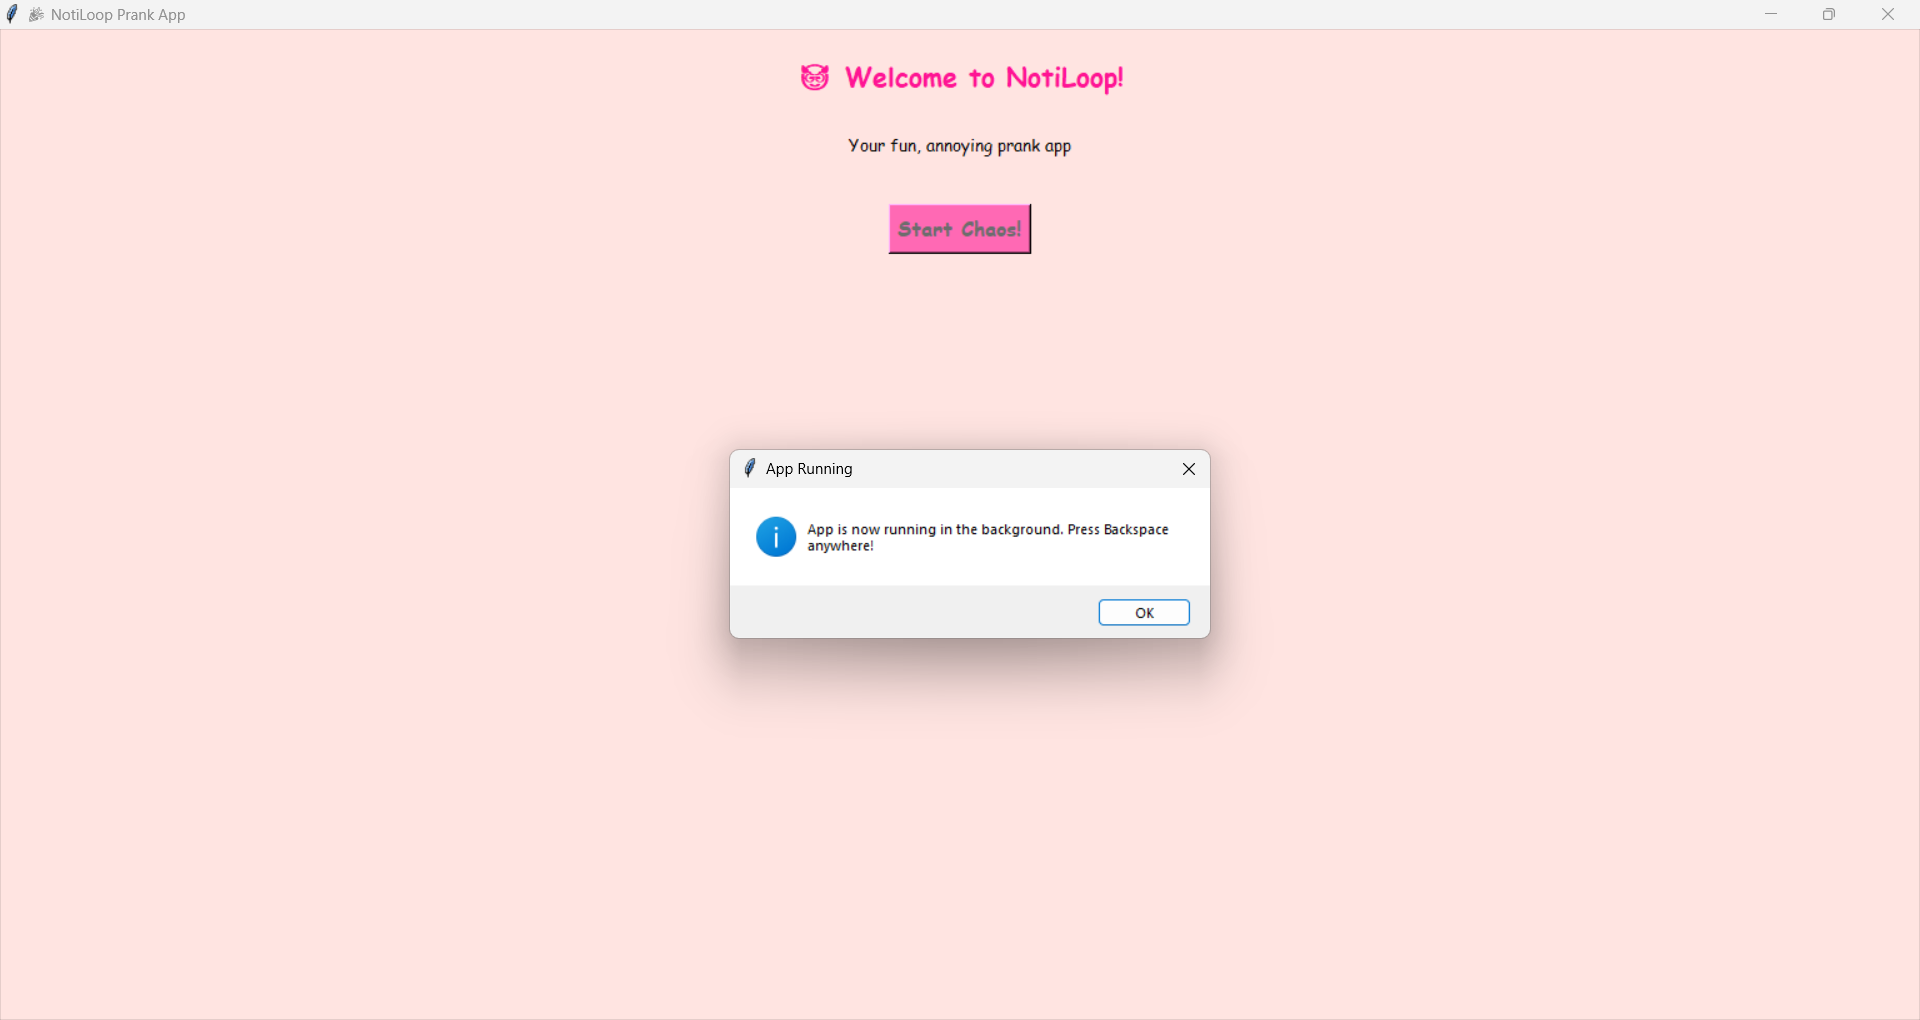 NotiLoop Prank App
Welcome to NotiLoop!
Your fun, annoying prank app
Start Chaos!
App Running
App is now running in the background. Press Backspace
anywhere!
OK